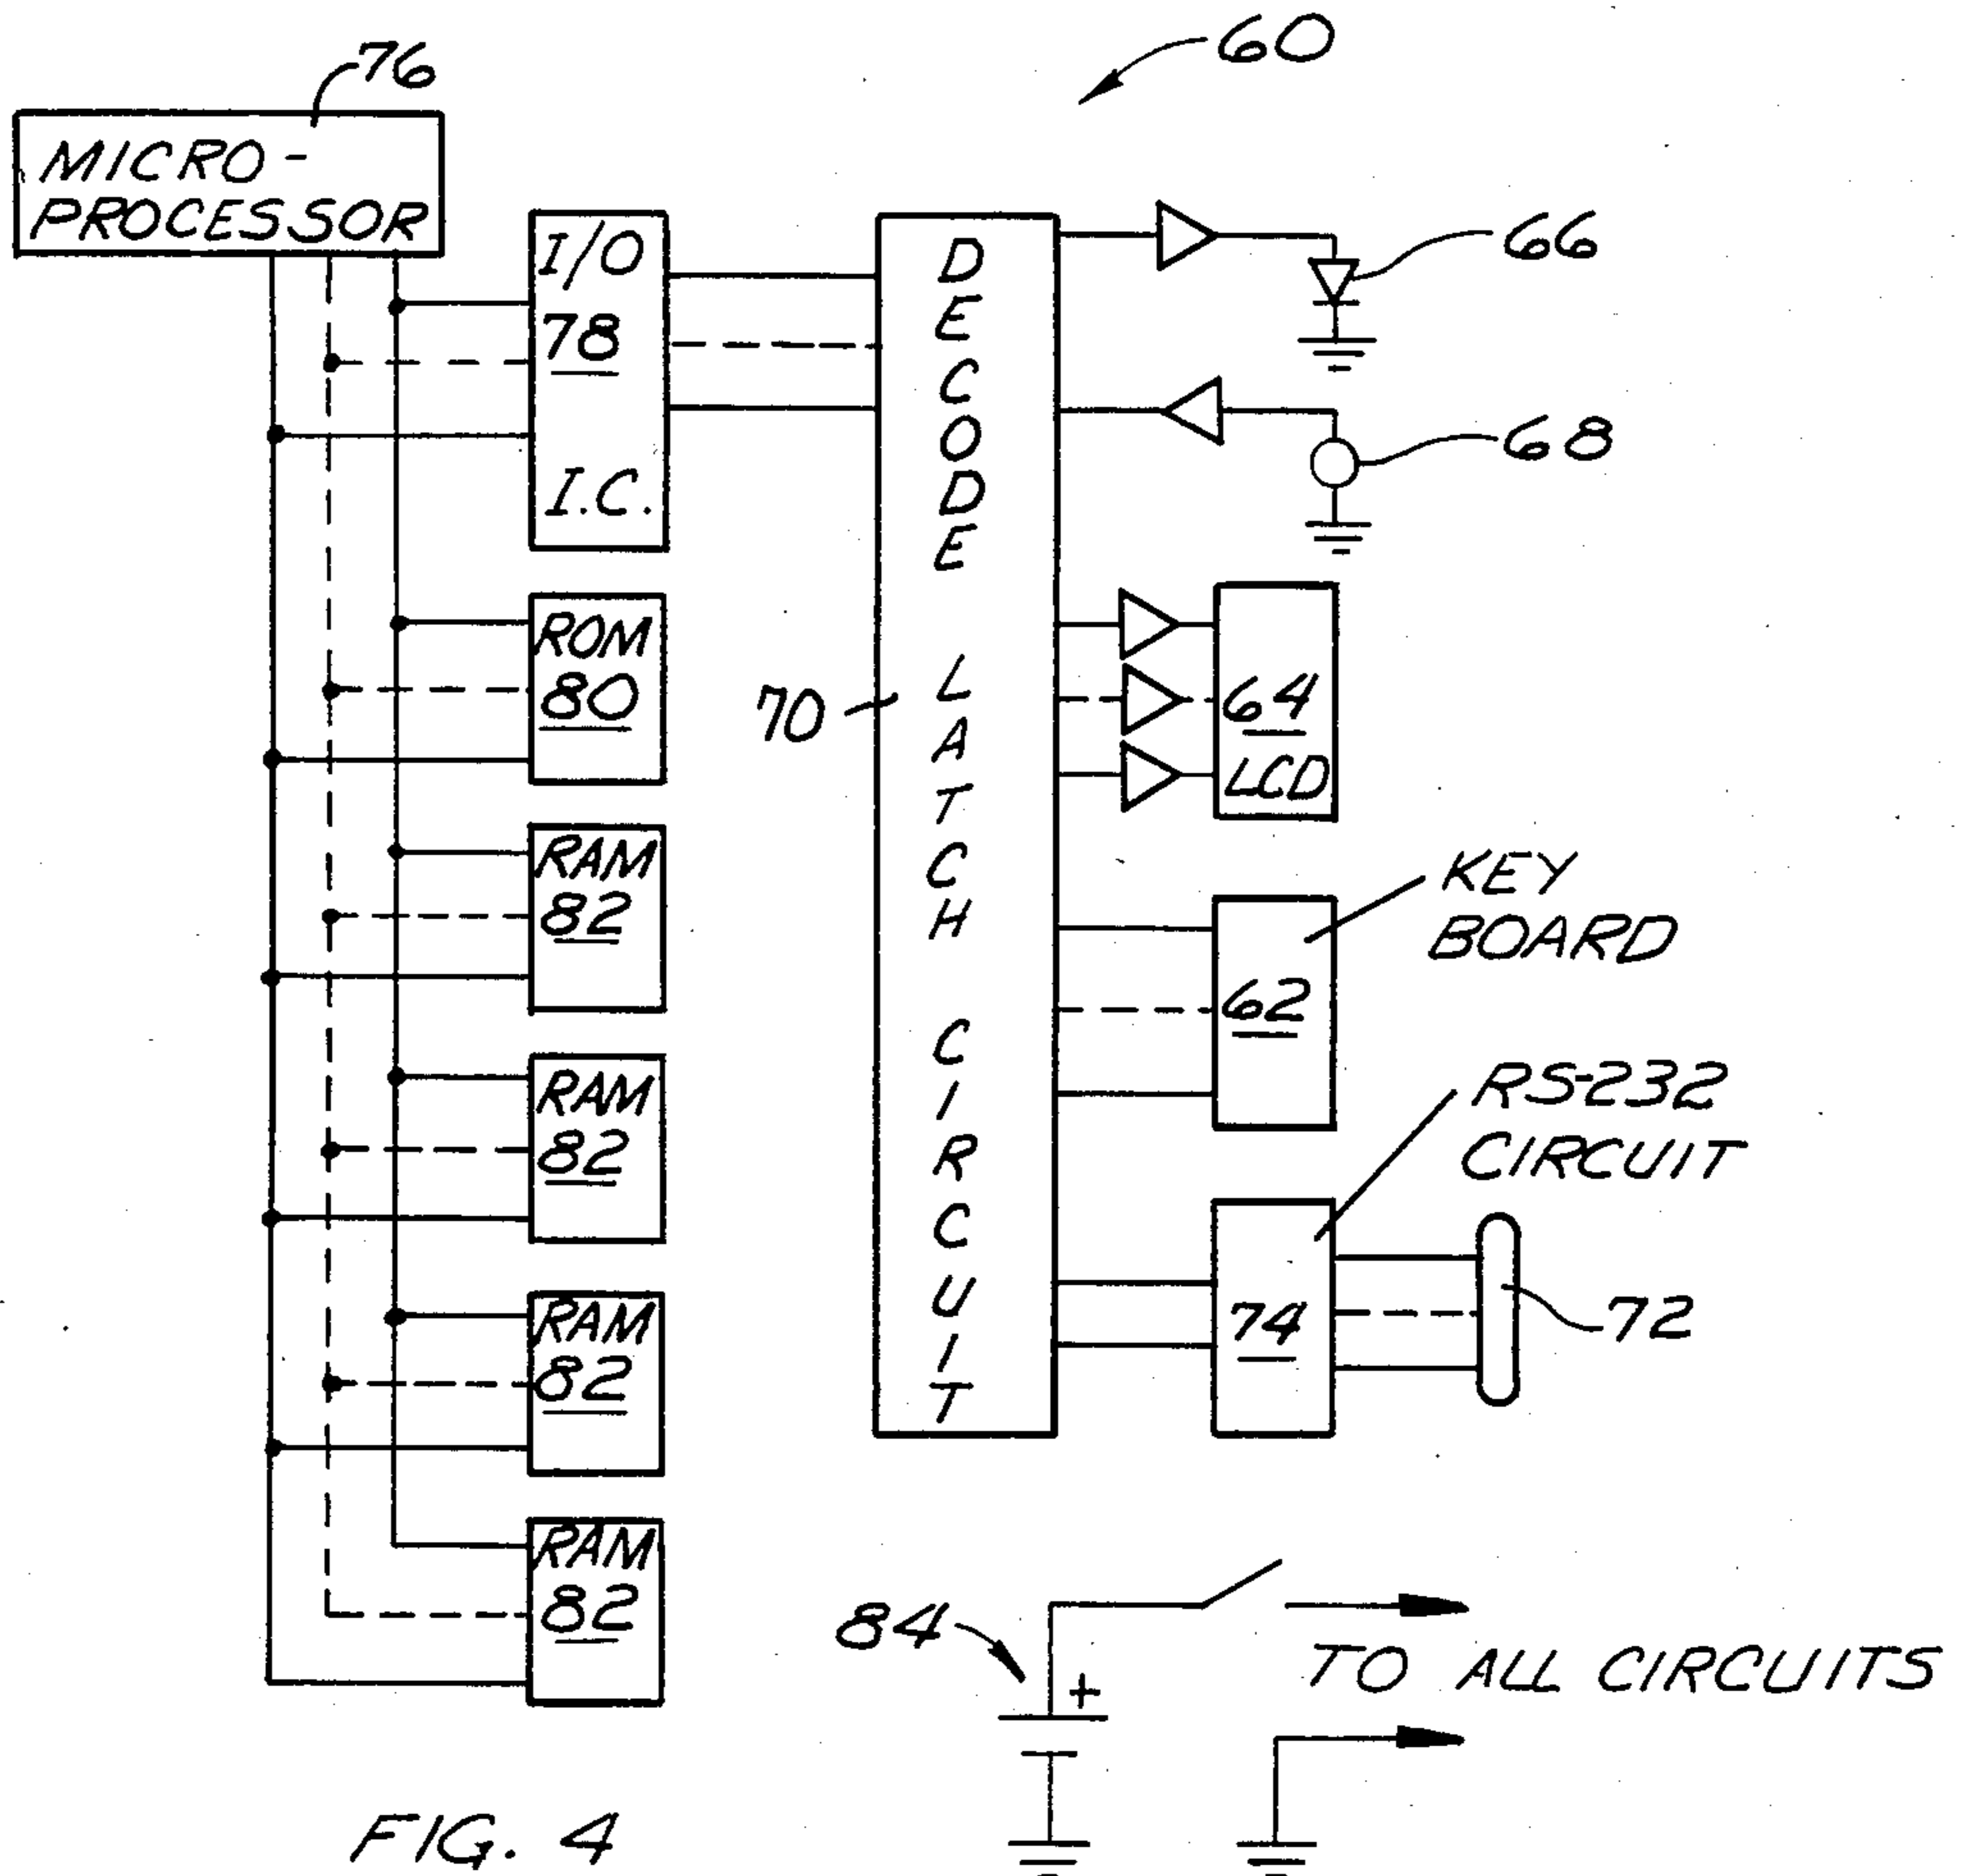 60
76
MICRO-
PROCESSOR
I/O
78
I.C.
ROM
80
RAM
82
RAM
82
RAM
82
RAM
82
70
DECODE LATCH CIRCUIT
66
68
64
LCD
KEY
BOARD
62
RS-232
CIRCUIT
74
72
84
+
TO ALL CIRCUITS
FIG. 4